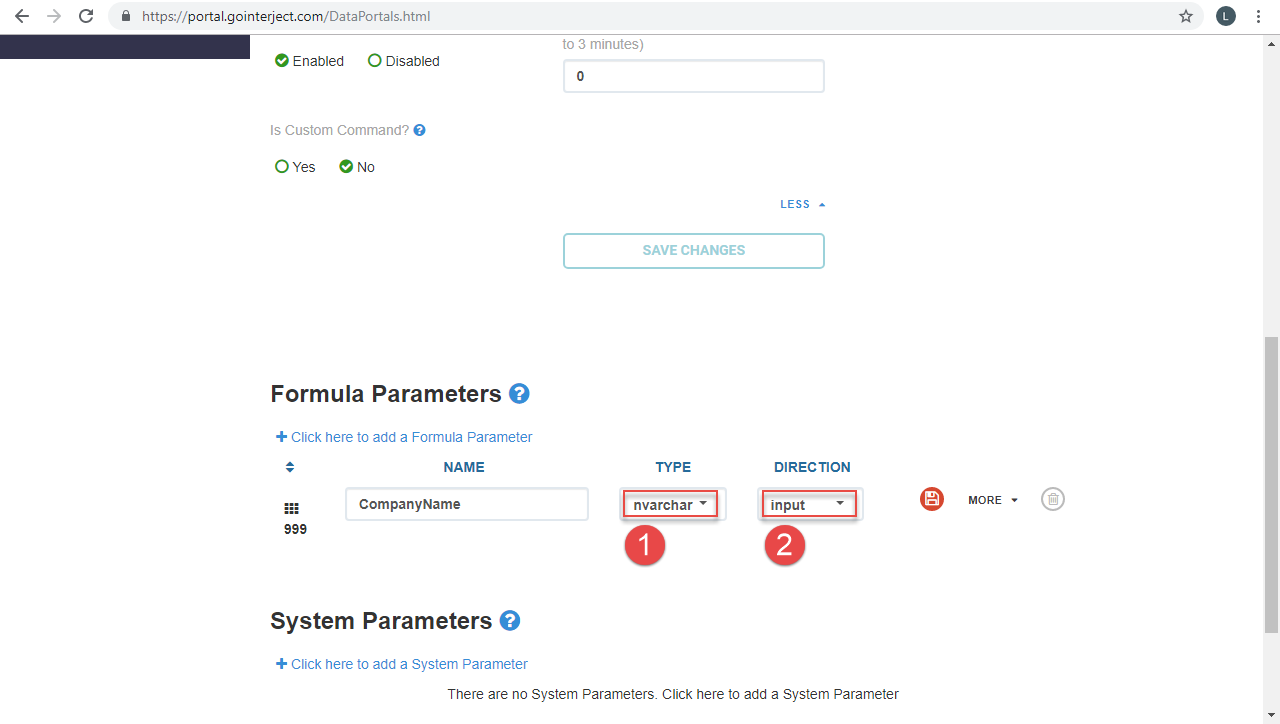 https://portal.gointerject.com/DataPortals.html
L
to 3 minutes)
Enabled Disabled
0
Is Custom Command? ?
Yes No
LESS
SAVE CHANGES
Formula Parameters ?
+ Click here to add a Formula Parameter
NAME TYPE DIRECTION
CompanyName nvarchar input MORE
999
1 2
System Parameters ?
+ Click here to add a System Parameter
There are no System Parameters. Click here to add a System Parameter